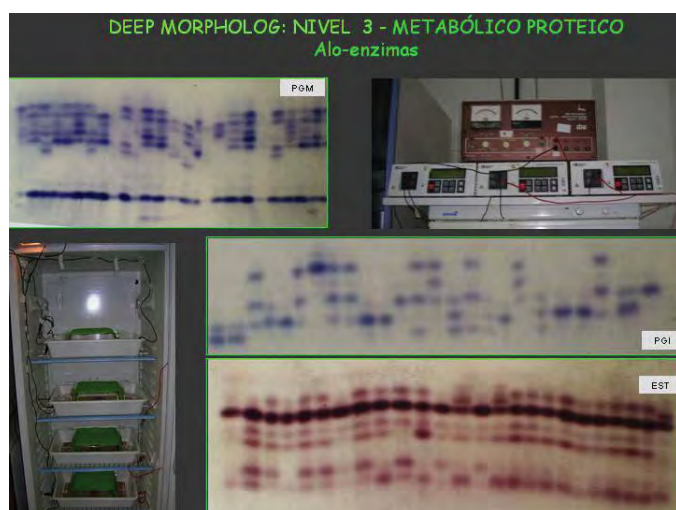 DEEP MORPHOLOG: NIVEL 3 - METABÓLICO PROTEICO
Alo-enzimas
PGM
PGI
EST